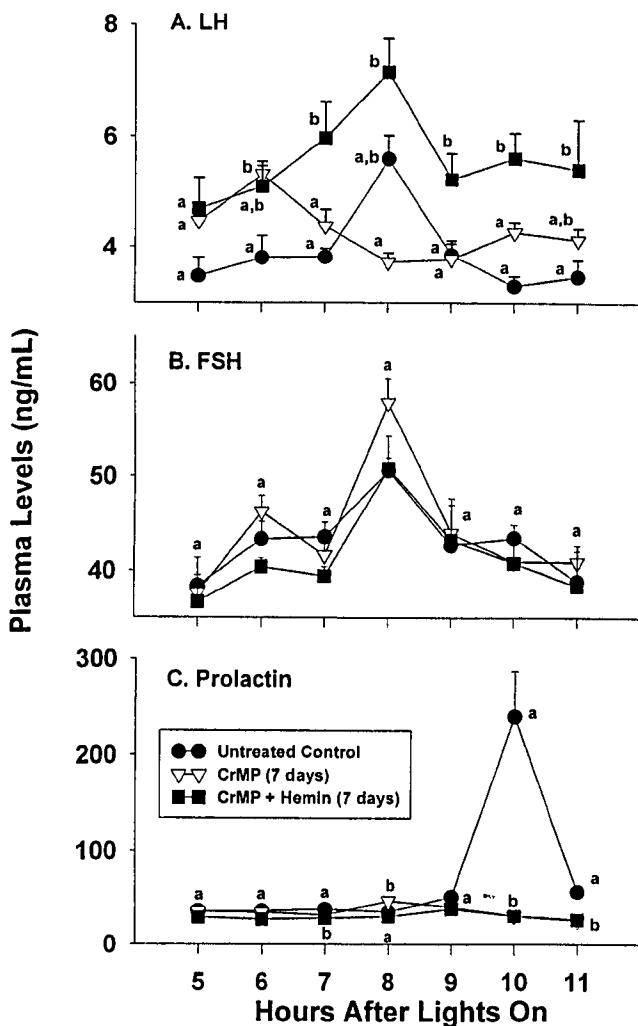 A. LH
8
6
4
b
b
b
b
b
b
a,b
a
a
a
a,b
a
a
a
a
a
a
a
a
a,b
a
a
Plasma Levels (ng/mL)
B. FSH
60
50
40
a
a
a
a
a
a
a
C. Prolactin
300
200
100
0
Untreated Control
CrMP (7 days)
CrMP + Hemin (7 days)
a
a
a
a
b
a
b
a
b
a
b
5 6 7 8 9 10 11
Hours After Lights On